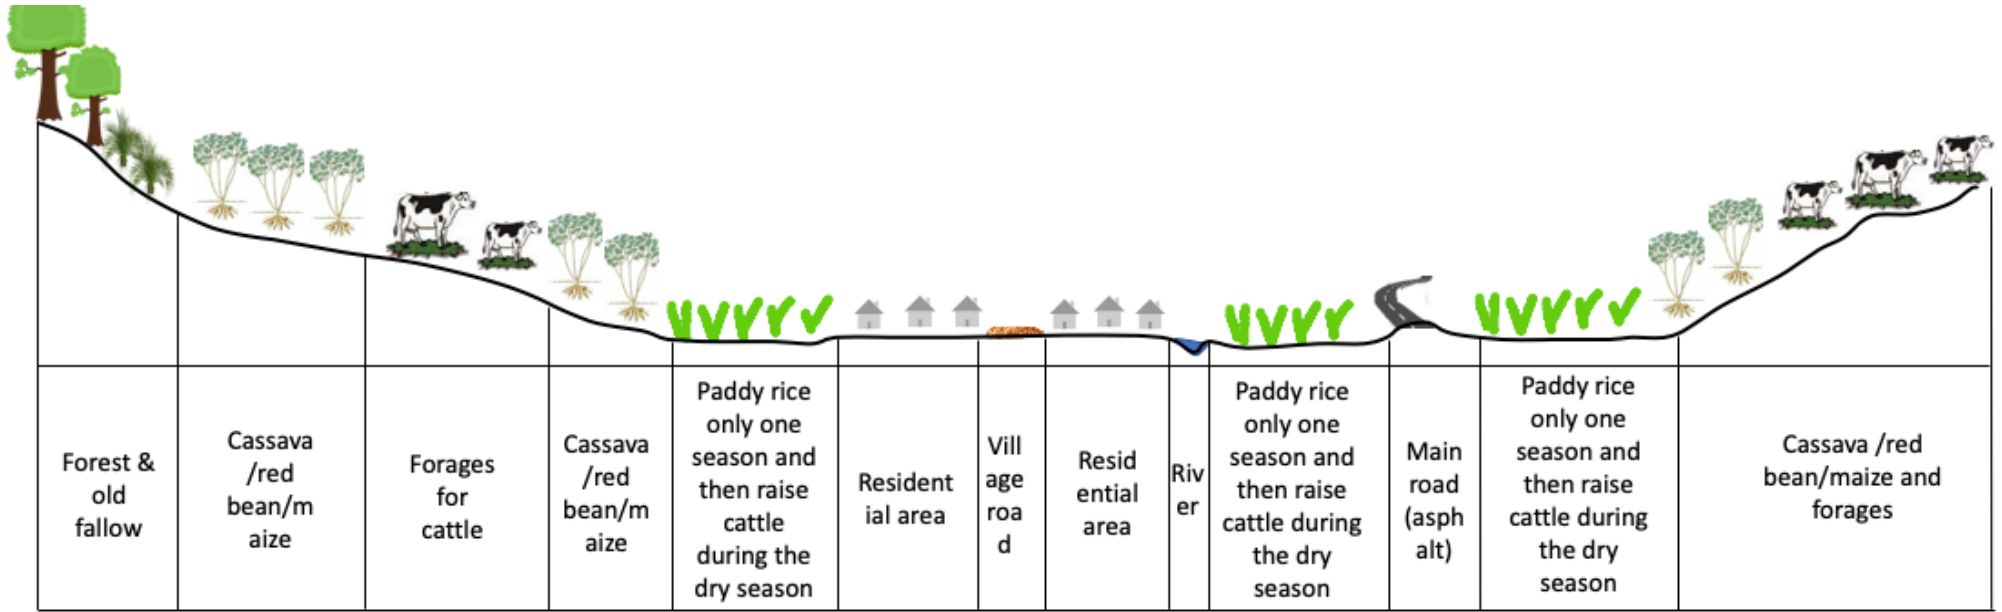 Forest &
old
fallow
Cassava
/red
bean/m
aize
Forages
for
cattle
Cassava
/red
bean/m
aize
Paddy rice
only one
season and
then raise
cattle
during the
dry season
Resident
ial area
Vill
age
roa
d
Resid
ential
area
Riv
er
Paddy rice
only one
season and
then raise
cattle during
the dry
season
Main
road
(asph
alt)
Paddy rice
only one
season and
then raise
cattle during
the dry
season
Cassava /red
bean/maize and
forages